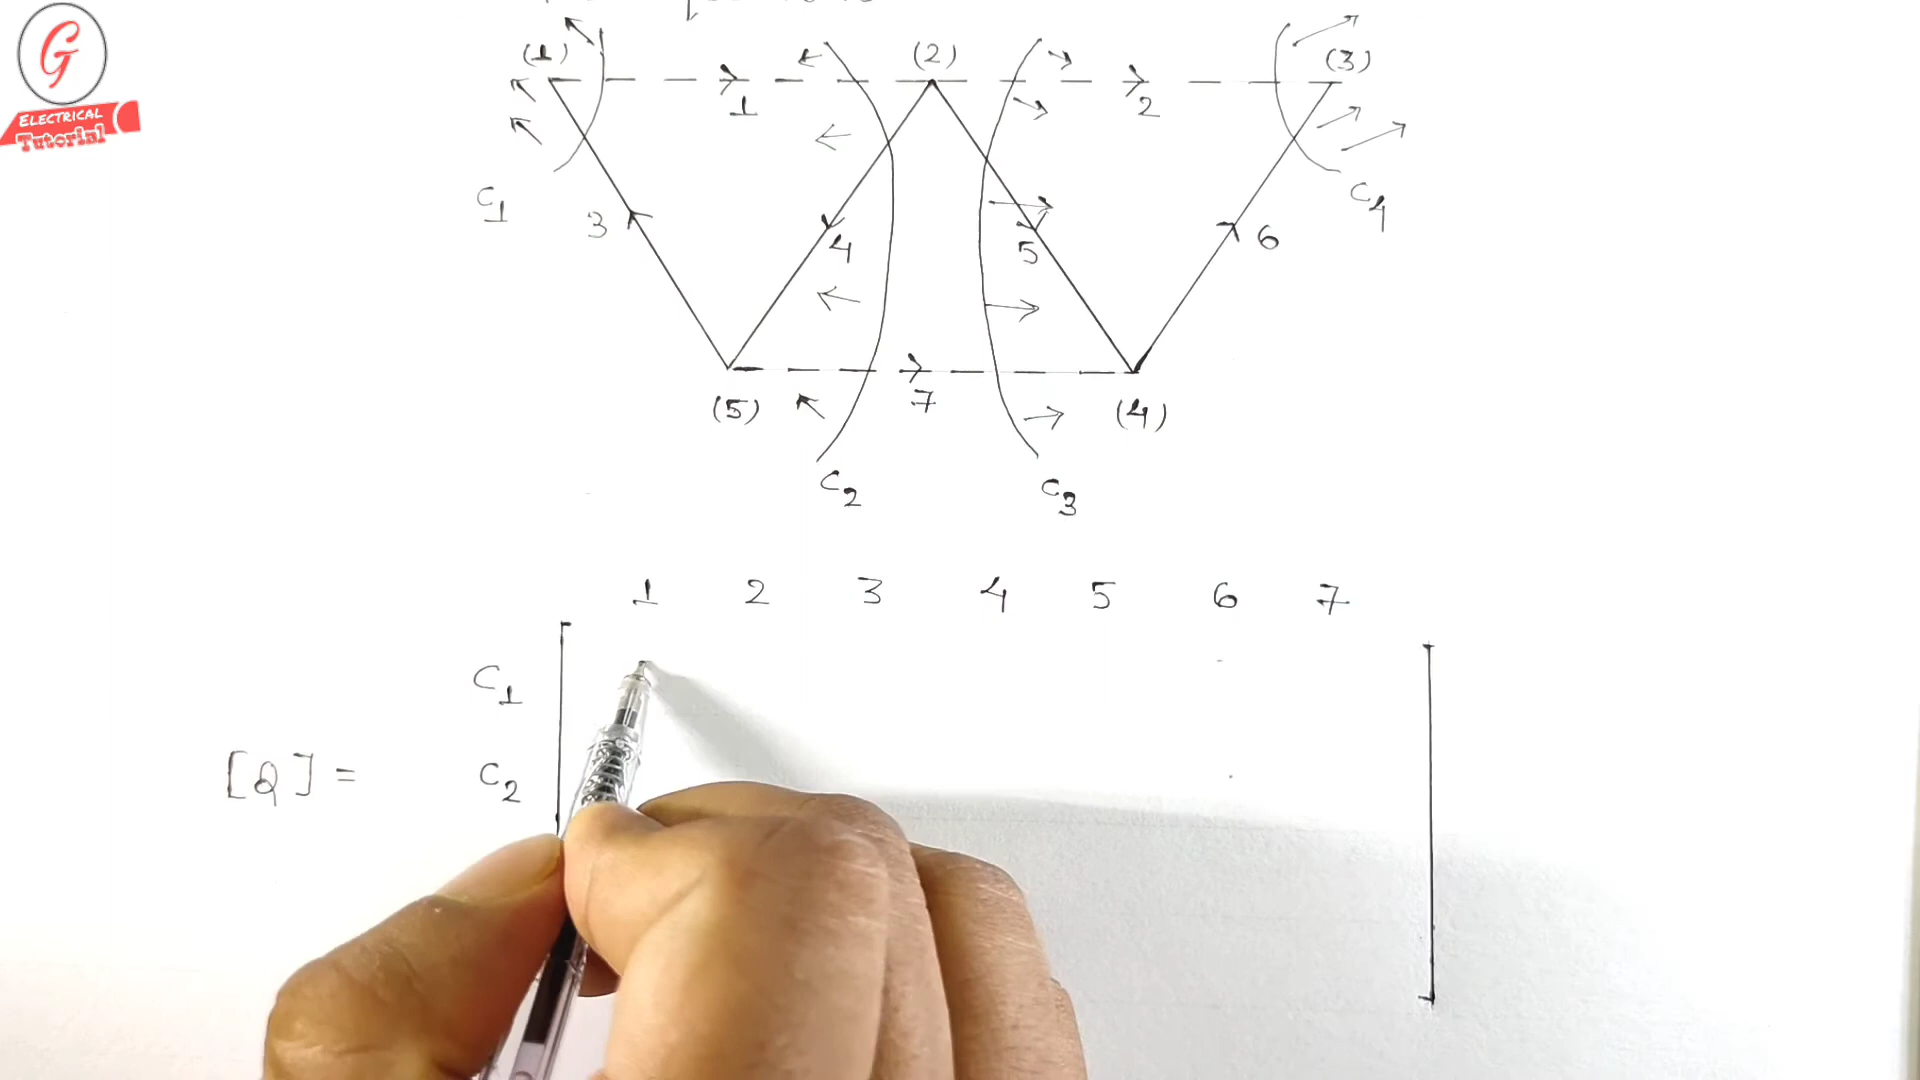 G
ELECTRICAL
Tutorial
(1) (2) (3)
1 2
C1 3 4 5 6 C4
7
(5) (4)
C2 C3
1 2 3 4 5 6 7
C1
[Q] = C2